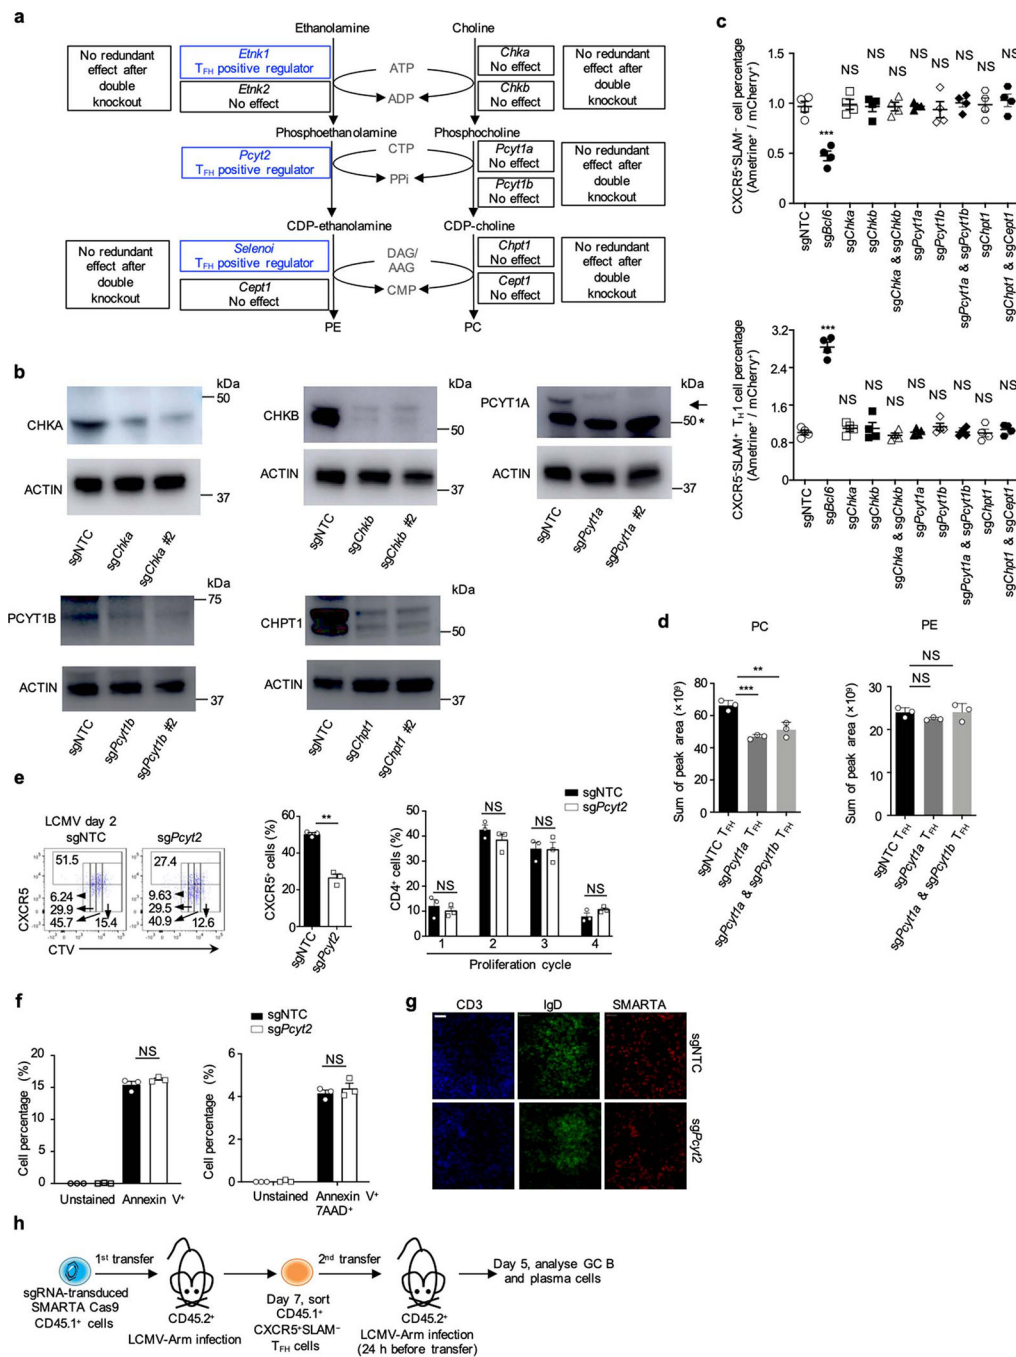 a
Ethanolamine
Choline
No redundant
effect after
double
knockout
Etnk1
TFH positive regulator
Etnk2
No effect
ATP
ADP
Chka
No effect
Chkb
No effect
No redundant
effect after
double
knockout
Phosphoethanolamine
Phosphocholine
Pcyt2
TFH positive regulator
CTP
PPi
Pcyt1a
No effect
Pcyt1b
No effect
No redundant
effect after
double
knockout
CDP-ethanolamine
CDP-choline
No redundant
effect after
double
knockout
Selenoi
TFH positive regulator
Cept1
No effect
DAG/
AAG
CMP
Chpt1
No effect
Cept1
No effect
No redundant
effect after
double
knockout
PE
PC
b
kDa
50
CHKA
ACTIN
37
sgNTC
sgChka
sgChka #2
kDa
CHKB
50
ACTIN
37
sgNTC
sgChkb
sgChkb #2
kDa
PCYT1A
50*
ACTIN
37
sgNTC
sgPcyt1a
sgPcyt1a #2
kDa
75
PCYT1B
ACTIN
37
sgNTC
sgPcyt1b
sgPcyt1b #2
kDa
CHPT1
50
ACTIN
37
sgNTC
sgChpt1
sgChpt1 #2
c
CXCR5⁺SLAM⁻ cell percentage
(Ametrine⁺ / mCherry⁺)
1.5
1.0
0.5
0
***
NS
NS
NS
NS
NS
NS
NS
NS
sgNTC
sgBcl6
sgChka
sgChkb
sgChka & sgChkb
sgPcyt1a
sgPcyt1b
sgPcyt1a & sgPcyt1b
sgChpt1
sgChpt1 & sgCept1
CXCR5⁻SLAM⁺ TH1 cell percentage
(Ametrine⁺ / mCherry⁺)
3.2
2.4
1.6
0.8
0
***
NS
NS
NS
NS
NS
NS
NS
NS
sgNTC
sgBcl6
sgChka
sgChkb
sgChka & sgChkb
sgPcyt1a
sgPcyt1b
sgPcyt1a & sgPcyt1b
sgChpt1
sgChpt1 & sgCept1
d
PC
Sum of peak area (×10⁹)
80
60
40
20
0
**
***
sgNTC TFH
sgPcyt1a TFH
sgPcyt1a & sgPcyt1b TFH
PE
Sum of peak area (×10⁹)
30
20
10
0
NS
NS
sgNTC TFH
sgPcyt1a TFH
sgPcyt1a & sgPcyt1b TFH
e
LCMV day 2
sgNTC
sgPcyt2
51.5
6.24
29.9
45.7
15.4
27.4
9.63
29.5
40.9
12.6
CXCR5
CTV
CXCR5⁺ cells (%)
60
40
20
0
**
sgNTC
sgPcyt2
sgNTC
sgPcyt2
CD4⁺ cells (%)
50
40
30
20
10
0
NS
NS
NS
NS
1
2
3
4
Proliferation cycle
f
sgNTC
sgPcyt2
Cell percentage (%)
20
15
10
5
0
NS
Unstained
Annexin V⁺
Cell percentage (%)
6
4
2
0
NS
Unstained
Annexin V⁺
7AAD⁺
g
CD3
IgD
SMARTA
sgNTC
sgPcyt2
h
sgRNA-transduced
SMARTA Cas9
CD45.1⁺ cells
1st transfer
CD45.2⁺
LCMV-Arm infection
Day 7, sort
CD45.1⁺
CXCR5⁺SLAM⁻
TFH cells
2nd transfer
CD45.2⁺
LCMV-Arm infection
(24 h before transfer)
Day 5, analyse GC B
and plasma cells